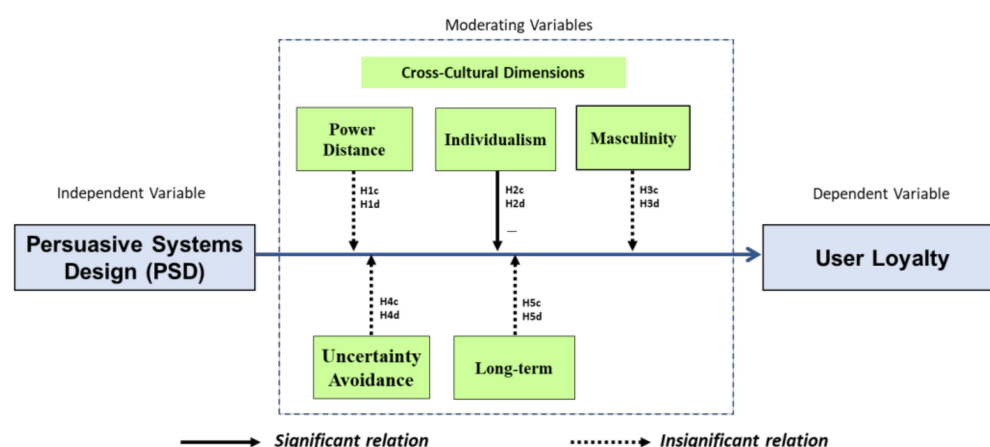 Moderating Variables
Cross-Cultural Dimensions
Power
Distance
Individualism
Masculinity
H1c
H1d
H2c
H2d
—
H3c
H3d
Independent Variable
Dependent Variable
Persuasive Systems
Design (PSD)
User Loyalty
H4c
H4d
H5c
H5d
Uncertainty
Avoidance
Long-term
Significant relation
Insignificant relation